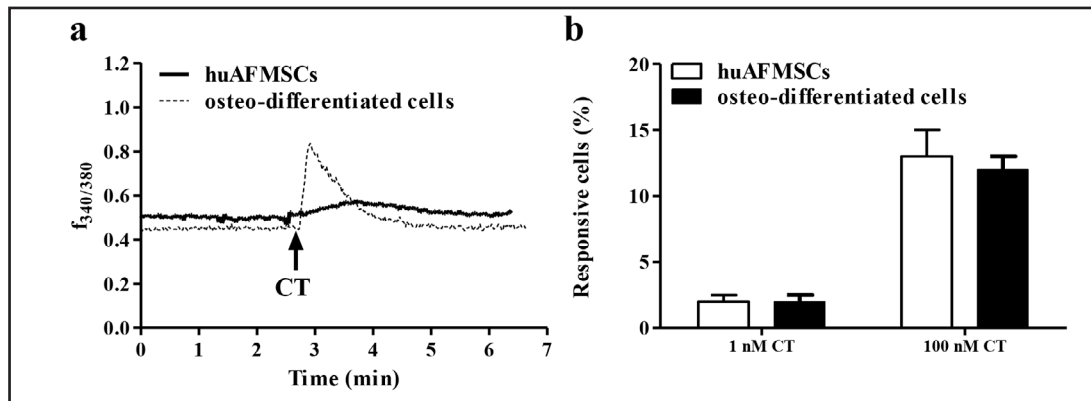 a
huAFMSCs
osteo-differentiated cells
1.2
1.0
0.8
0.6
0.4
0.2
0.0
f340/380
CT
0 1 2 3 4 5 6 7
Time (min)
b
huAFMSCs
osteo-differentiated cells
20
15
10
5
0
Responsive cells (%)
1 nM CT 100 nM CT